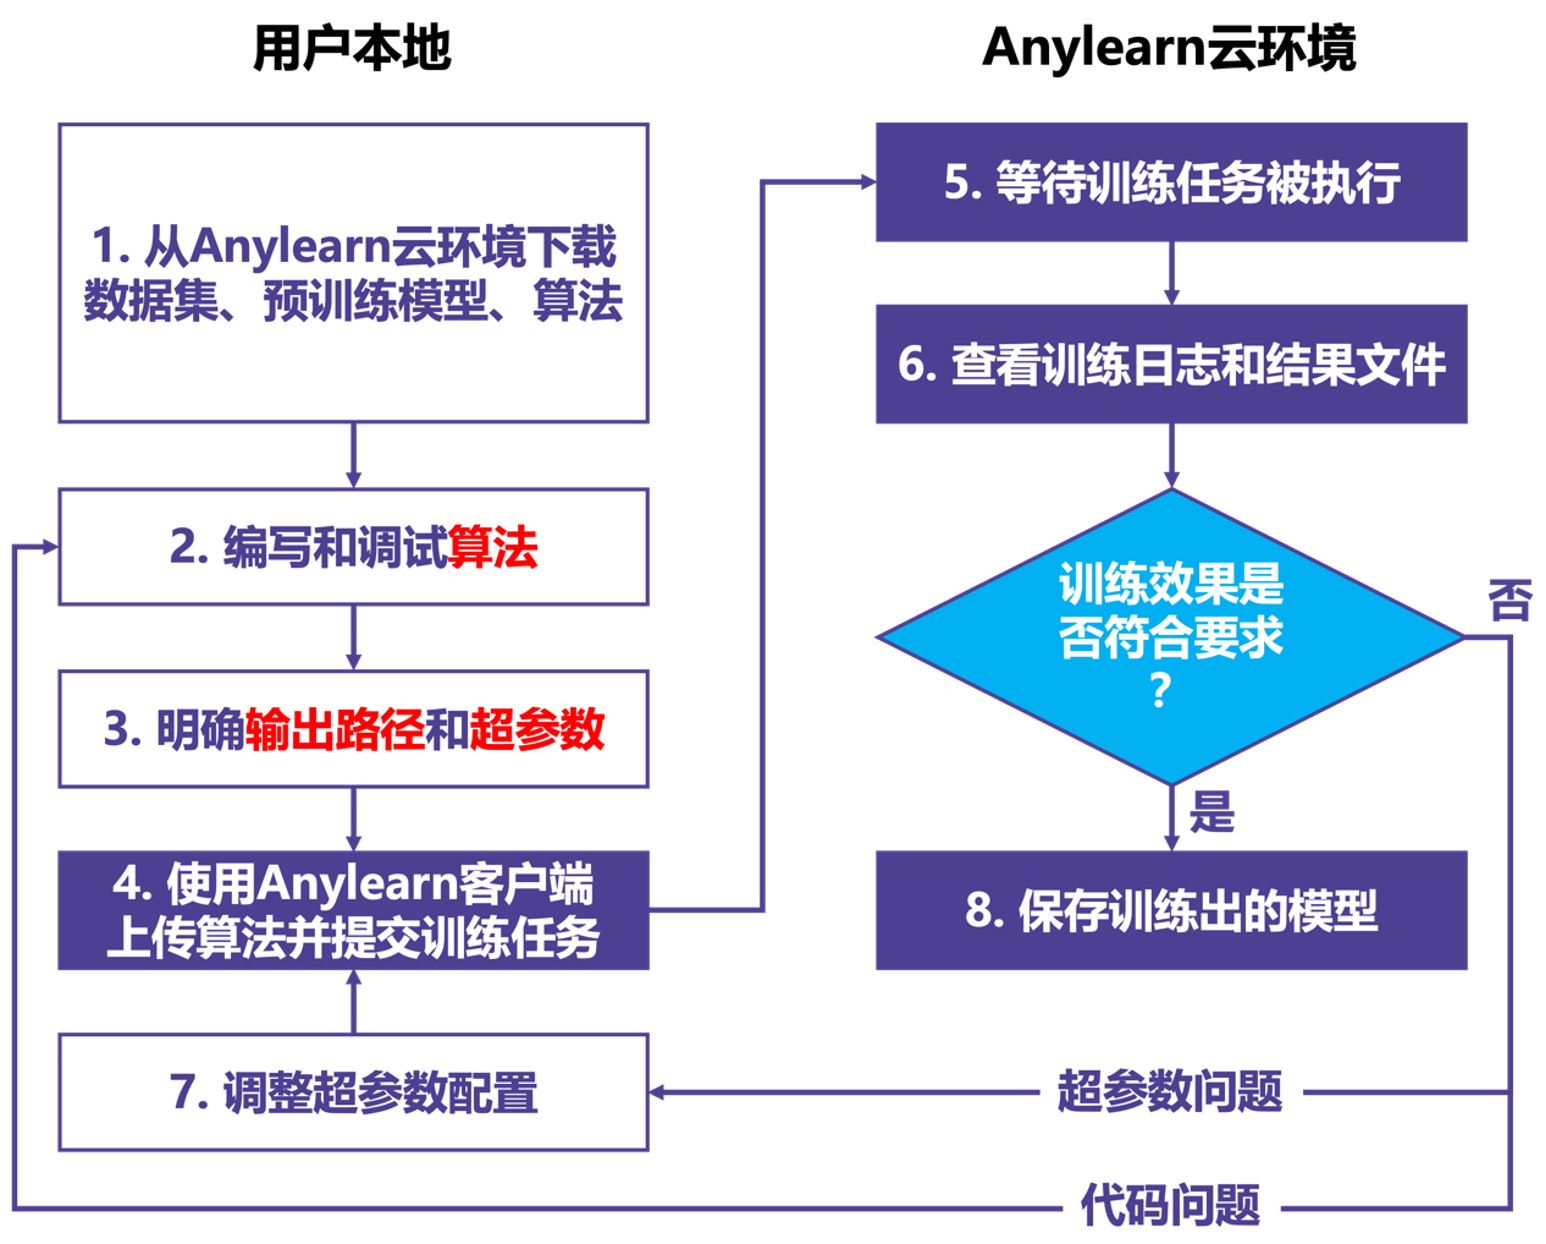 用户本地
1. 从Anylearn云环境下载
数据集、预训练模型、算法
2. 编写和调试算法
3. 明确输出路径和超参数
4. 使用Anylearn客户端
上传算法并提交训练任务
7. 调整超参数配置
Anylearn云环境
5. 等待训练任务被执行
6. 查看训练日志和结果文件
训练效果是
否符合要求
?
否
是
8. 保存训练出的模型
超参数问题
代码问题